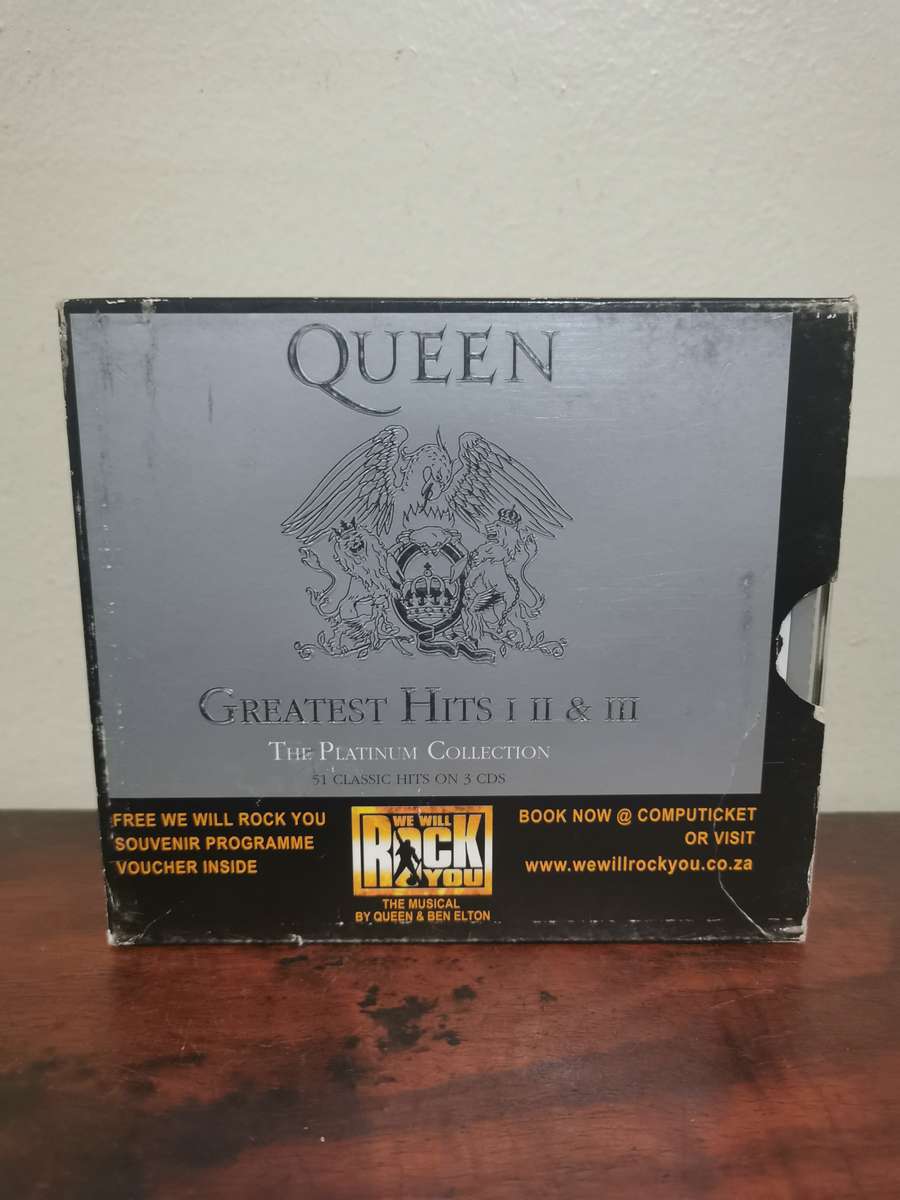 QUEEN
GREATEST HITS I II & III
THE PLATINUM COLLECTION
51 CLASSIC HITS ON 3 CDS
FREE WE WILL ROCK YOU
SOUVENIR PROGRAMME
VOUCHER INSIDE
WE WILL
ROCK
YOU
THE MUSICAL
BY QUEEN & BEN ELTON
BOOK NOW @ COMPUTICKET
OR VISIT
www.wewillrockyou.co.za